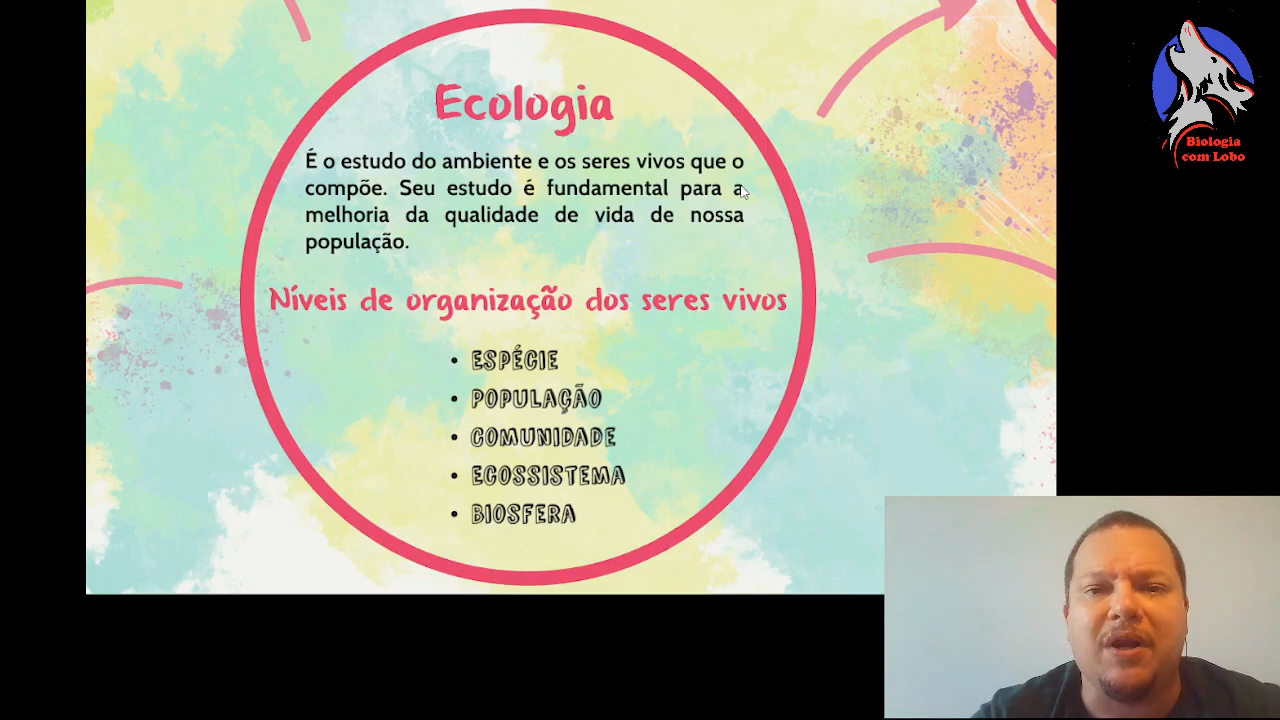 Ecologia
É o estudo do ambiente e os seres vivos que o
compõe. Seu estudo é fundamental para a
melhoria da qualidade de vida de nossa
população.
Níveis de organização dos seres vivos
• ESPÉCIE
• POPULAÇÃO
• COMUNIDADE
• ECOSSISTEMA
• BIOSFERA
Biologia
com Lobo